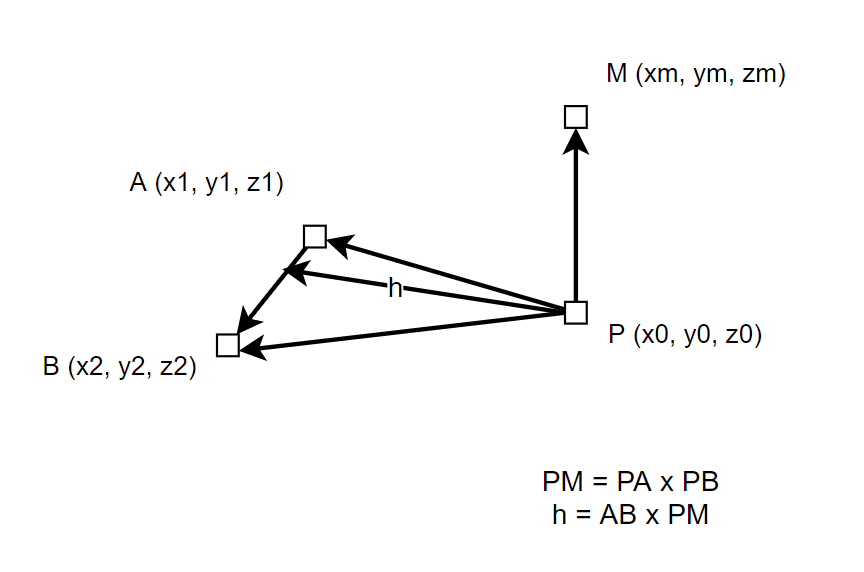 M (xm, ym, zm)
A (x1, y1, z1)
h
P (x0, y0, z0)
B (x2, y2, z2)
PM = PA x PB
h = AB x PM